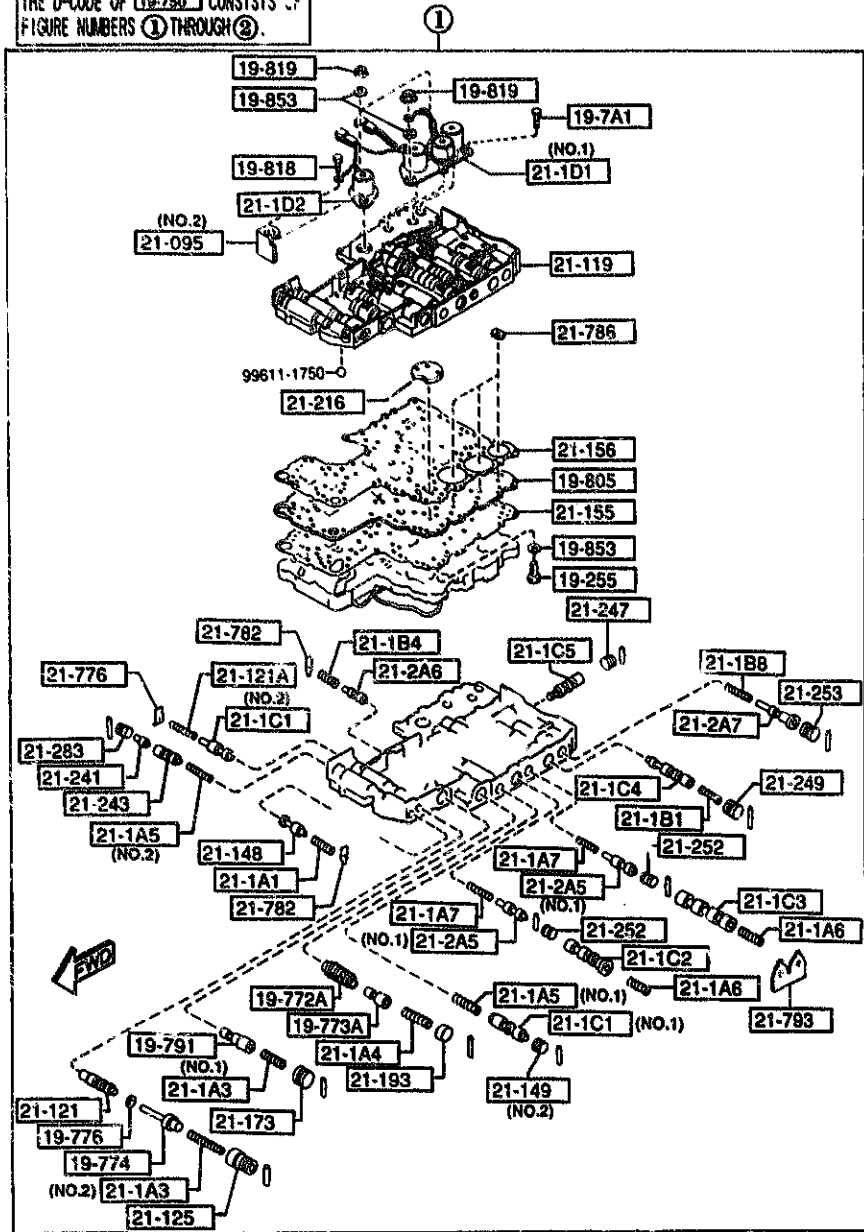 THE D-CODE OF 19-790 CONSISTS OF
FIGURE NUMBERS ① THROUGH ②.
①
19-819
19-853
19-819
19-7A1
19-818
(NO.1)
21-1D1
21-1D2
(NO.2)
21-095
21-119
21-786
99611-1750
21-216
21-156
19-805
21-155
19-853
19-255
21-247
21-782
21-1B4
21-2A6
21-1C5
21-1B8
21-253
21-2A7
21-776
21-121A
(NO.2)
21-1C1
21-283
21-241
21-243
21-1A5
(NO.2)
21-1C4
21-249
21-1B1
21-252
21-148
21-1A1
21-782
21-1A7
21-2A5
(NO.1)
21-1C3
21-1A6
21-1A7
(NO.1) 21-2A5
21-252
21-1C2
21-1A6
21-793
FWD
19-772A
19-773A
21-1A4
21-193
21-1A5 (NO.1)
21-1C1 (NO.1)
21-149
(NO.2)
19-791
(NO.1)
21-1A3
21-173
21-121
19-776
19-774
(NO.2) 21-1A3
21-125